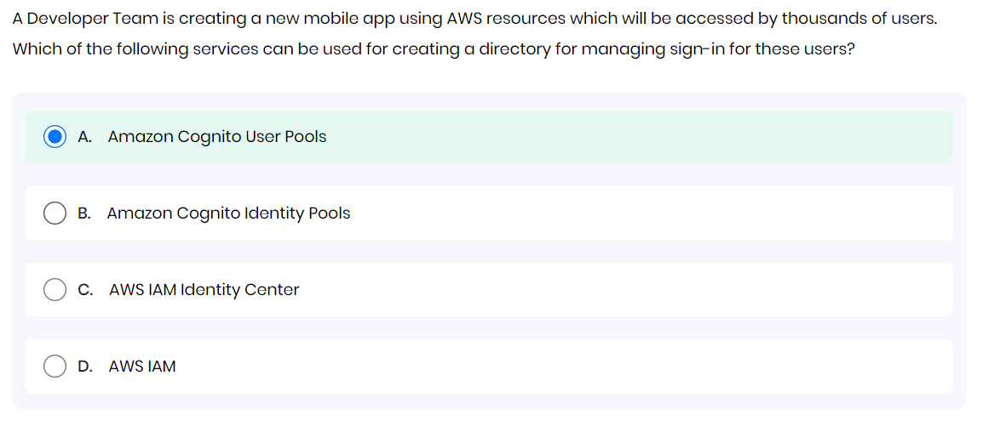 A Developer Team is creating a new mobile app using AWS resources which will be accessed by thousands of users.
Which of the following services can be used for creating a directory for managing sign-in for these users?
A. Amazon Cognito User Pools
B. Amazon Cognito Identity Pools
C. AWS IAM Identity Center
D. AWS IAM